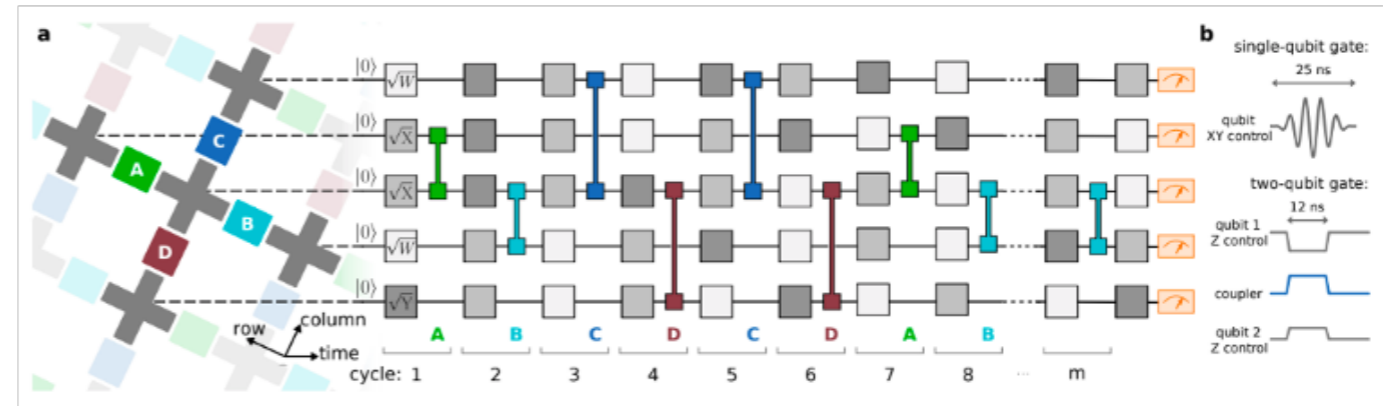 a
C
A
B
D
row
column
time
|0⟩
|0⟩
|0⟩
|0⟩
|0⟩
√W
√X
√X
√W
√Y
A B C D C D A B
cycle: 1 2 3 4 5 6 7 8 ... m
b
single-qubit gate:
25 ns
qubit
XY control
two-qubit gate:
12 ns
qubit 1
Z control
coupler
qubit 2
Z control